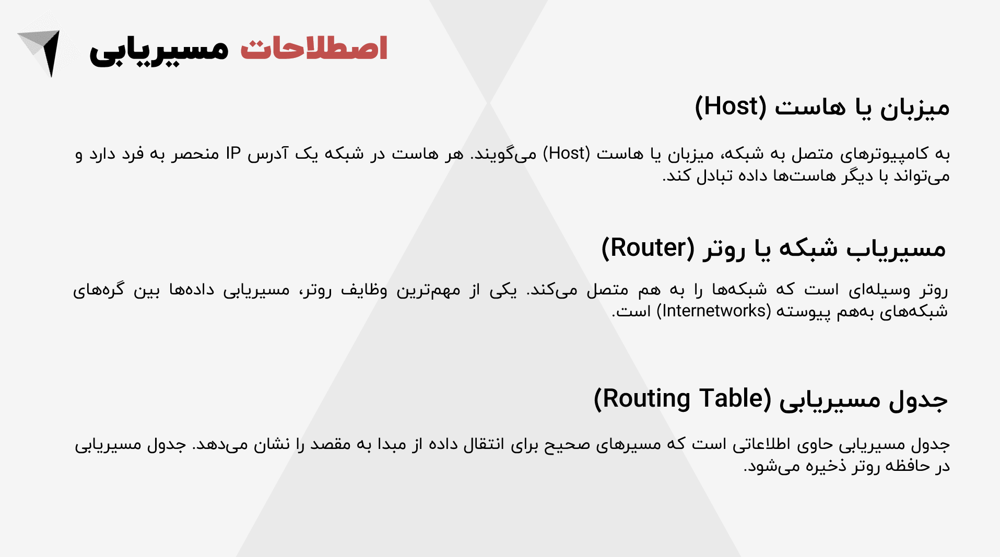 اصطلاحات مسیریابی
میزبان یا هاست (Host)
به کامپیوترهای متصل به شبکه، میزبان یا هاست (Host) می‌گویند. هر هاست در شبکه یک آدرس IP منحصر به فرد دارد و
می‌تواند با دیگر هاست‌ها داده تبادل کند.
مسیریاب شبکه یا روتر (Router)
روتر وسیله‌ای است که شبکه‌ها را به هم متصل می‌کند. یکی از مهم‌ترین وظایف روتر، مسیریابی داده‌ها بین گره‌های
شبکه‌های به‌هم پیوسته (Internetworks) است.
جدول مسیریابی (Routing Table)
جدول مسیریابی حاوی اطلاعاتی است که مسیرهای صحیح برای انتقال داده از مبدا به مقصد را نشان می‌دهد. جدول مسیریابی
در حافظه روتر ذخیره می‌شود.